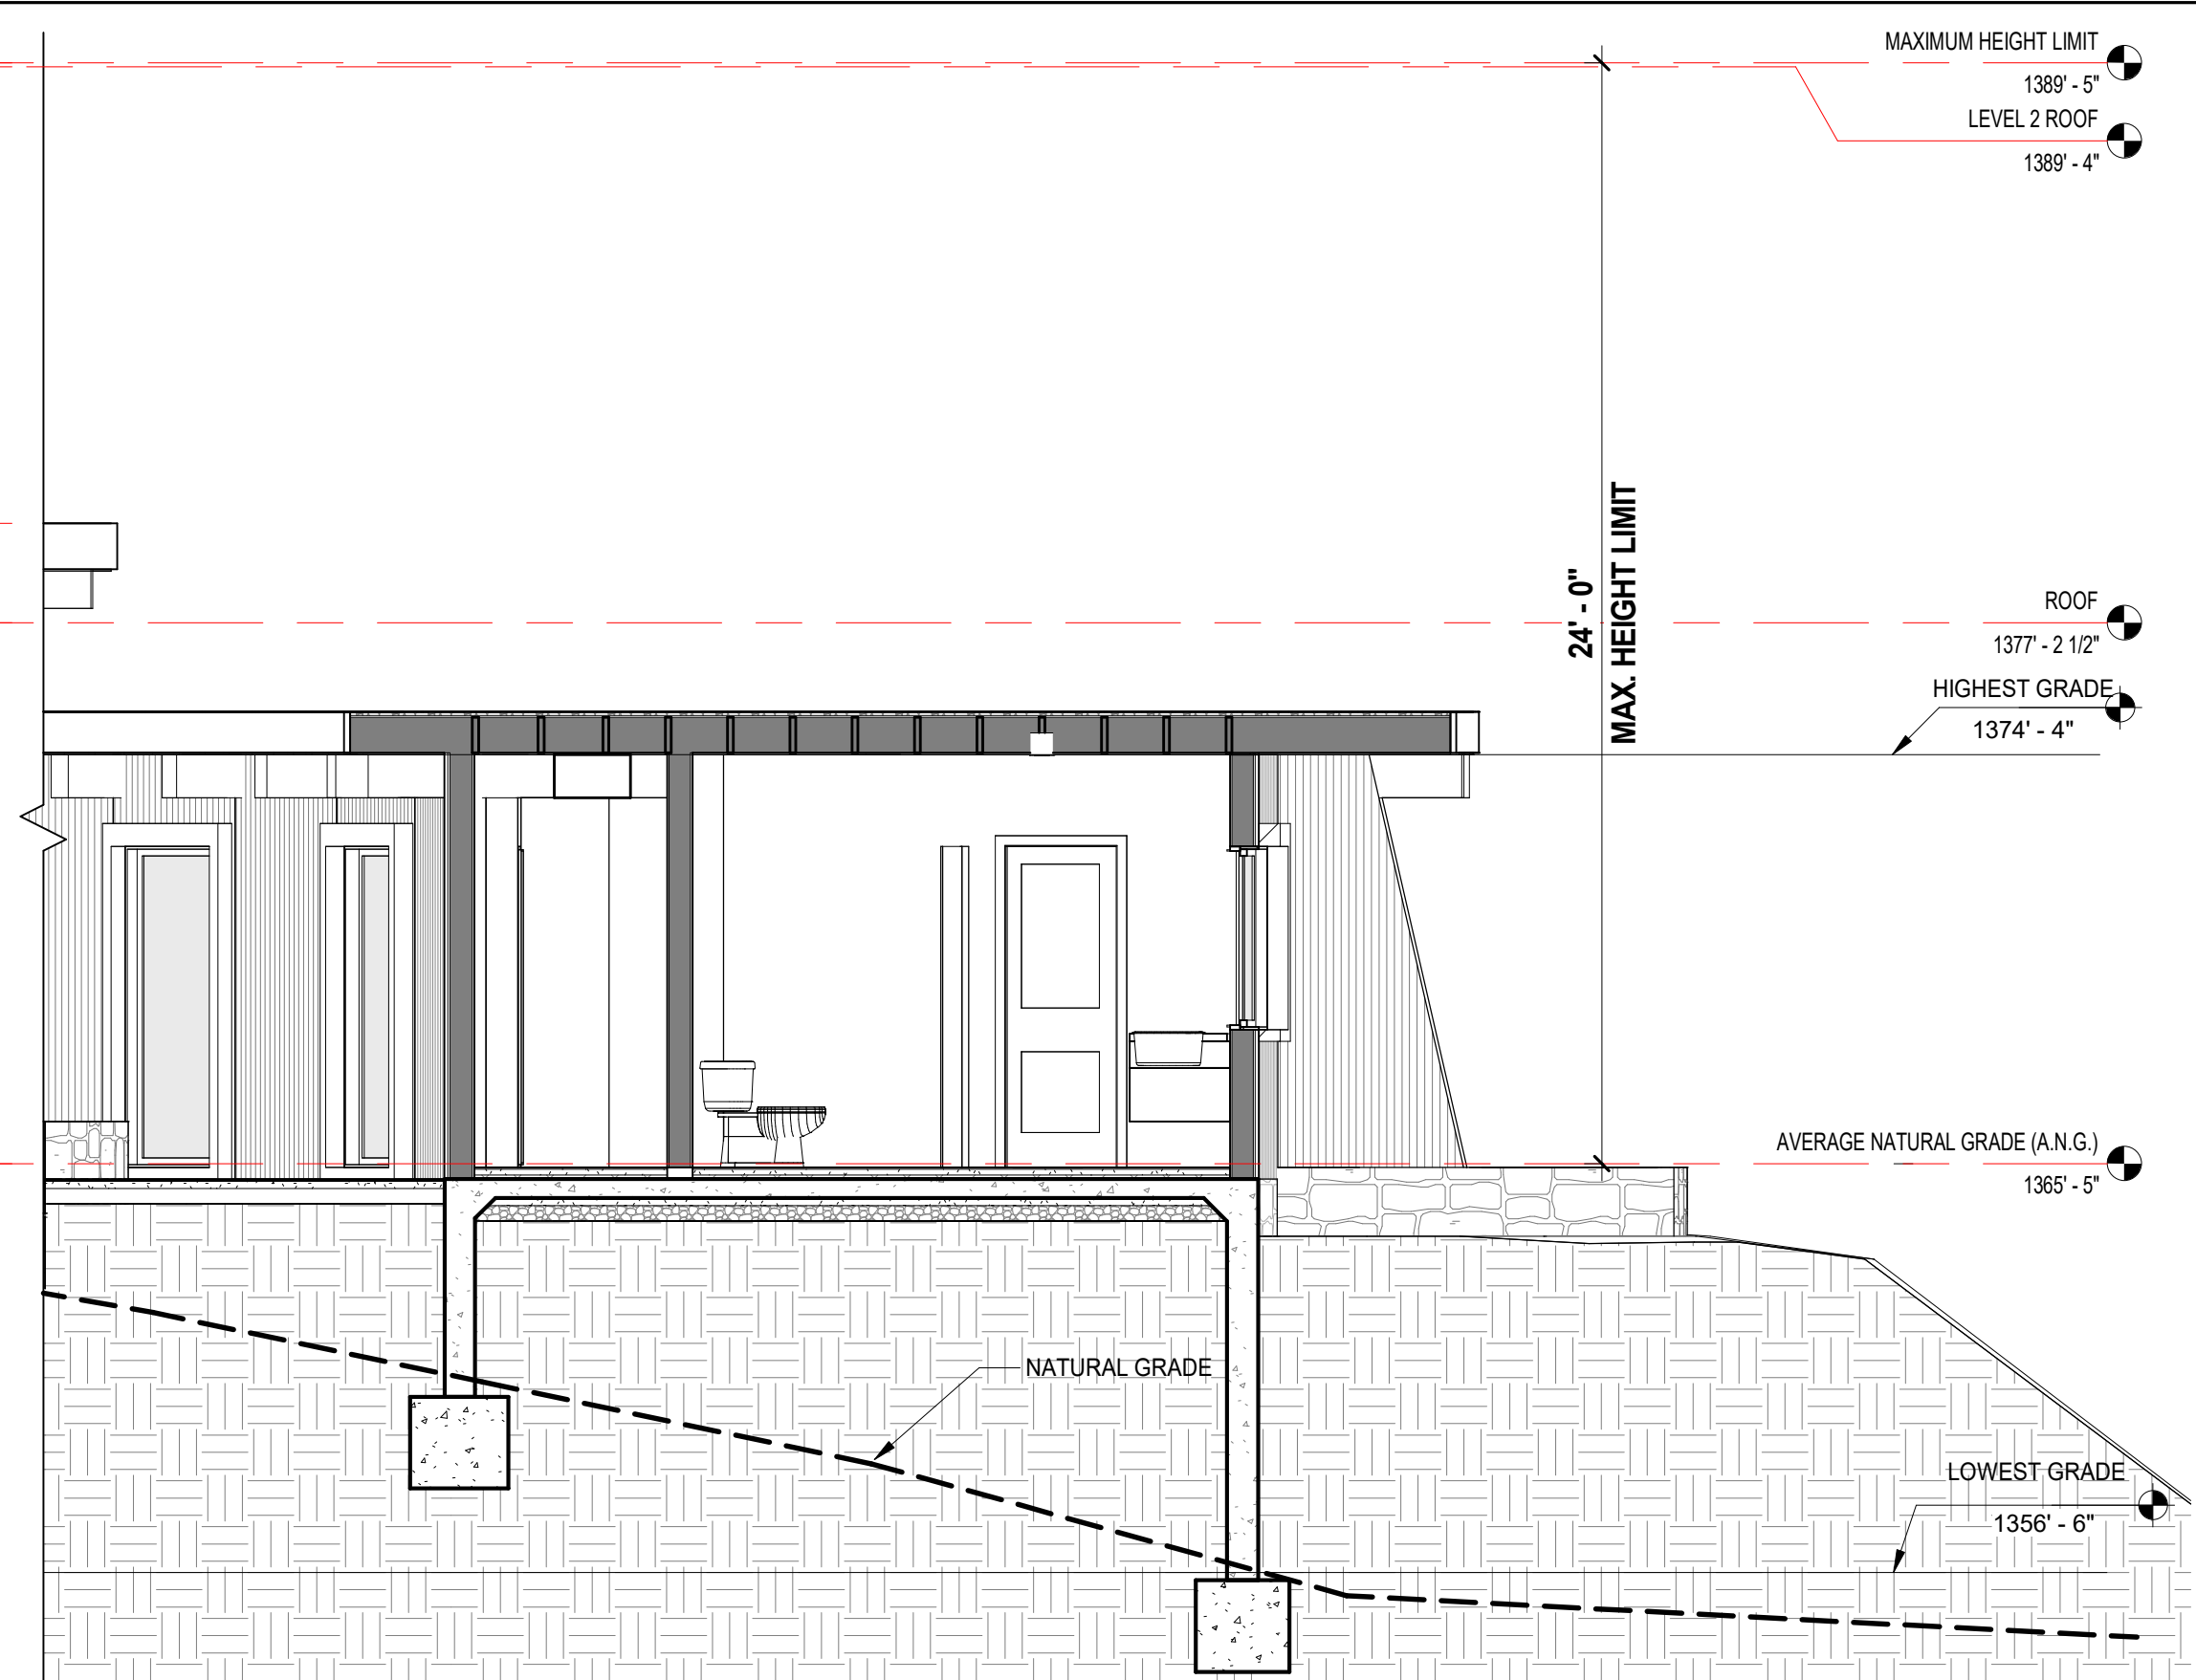 MAXIMUM HEIGHT LIMIT
1389' - 5"
LEVEL 2 ROOF
1389' - 4"
24' - 0"
MAX. HEIGHT LIMIT
ROOF
1377' - 2 1/2"
HIGHEST GRADE
1374' - 4"
AVERAGE NATURAL GRADE (A.N.G.)
1365' - 5"
NATURAL GRADE
LOWEST GRADE
1356' - 6"